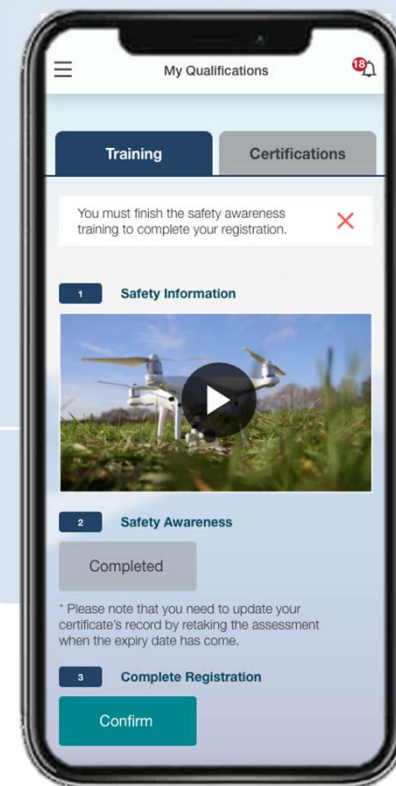 My Qualifications
18
Training
Certifications
You must finish the safety awareness
training to complete your registration.
1
Safety Information
2
Safety Awareness
Completed
* Please note that you need to update your
certificate's record by retaking the assessment
when the expiry date has come.
3
Complete Registration
Confirm